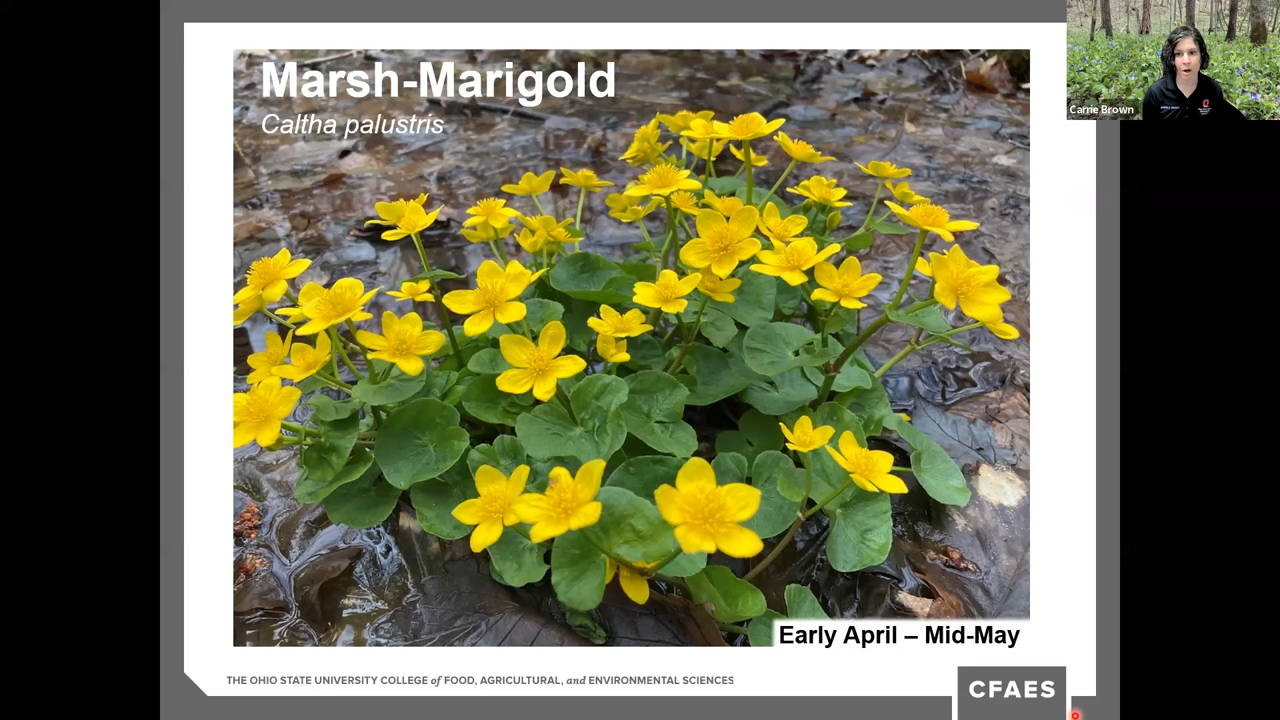 Marsh-Marigold
Caltha palustris
Carrie Brown
Early April – Mid-May
THE OHIO STATE UNIVERSITY COLLEGE of FOOD, AGRICULTURAL, and ENVIRONMENTAL SCIENCES
CFAES